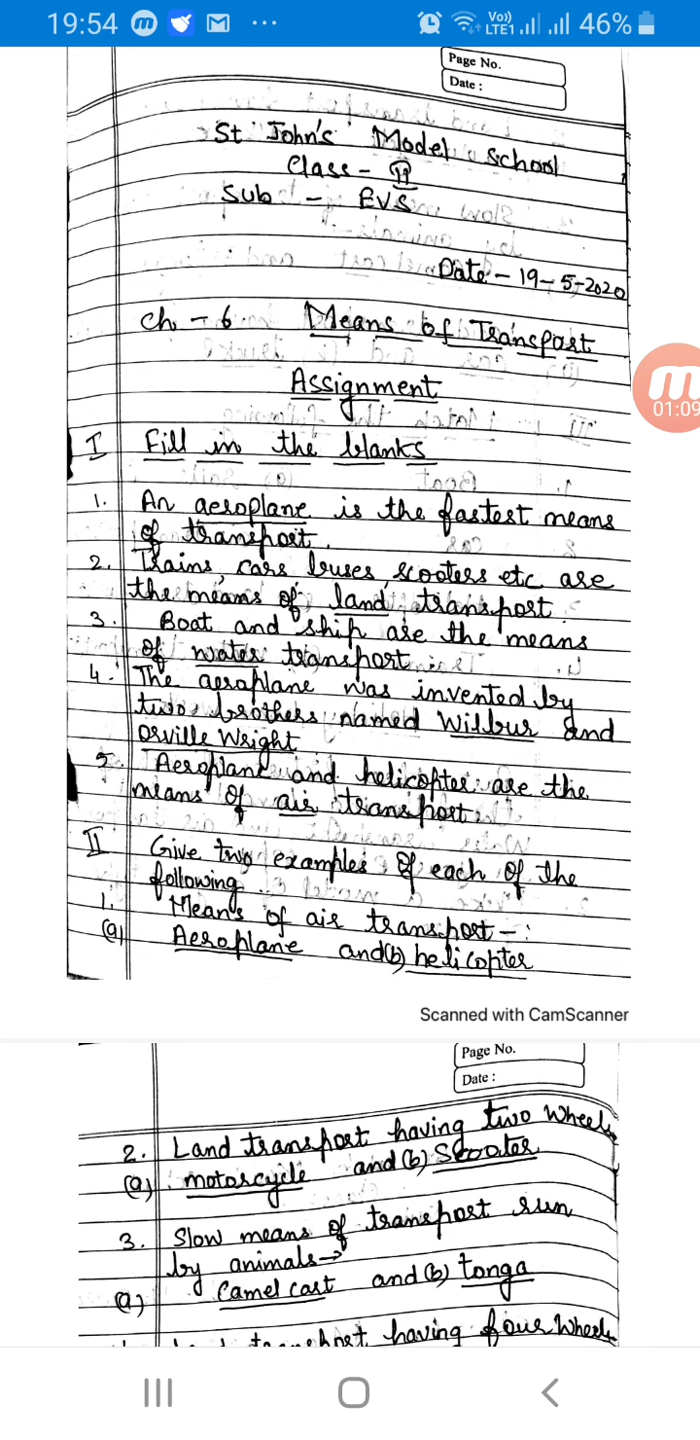 19:54 ...
Vo))
LTE1 46%
Page No.
Date :
St John's Model School
Class - II
Sub - EVS
Date - 19-5-2020
Ch - 6 Means of Transport
Assignment
01:09
I Fill in the blanks
1. An aeroplane is the fastest means
of transport.
2. Trains, cars buses, scooters etc are
the means of land transport.
3. Boat and ship are the means
of water transport
4. The aeroplane was invented by
two brothers named Wilbur and
Orville Wright
5. Aeroplane and helicopter are the
means of air transport.
II Give two examples of each of the
following
1. Means of air transport - :
(a) Aeroplane and (b) helicopter
Scanned with CamScanner
Page No.
Date :
2. Land transport having two wheels
(a) motorcycle and (b) Scooter
3. Slow means of transport run
by animals→
(a) Camel cart and (b) tonga
transport having four wheels